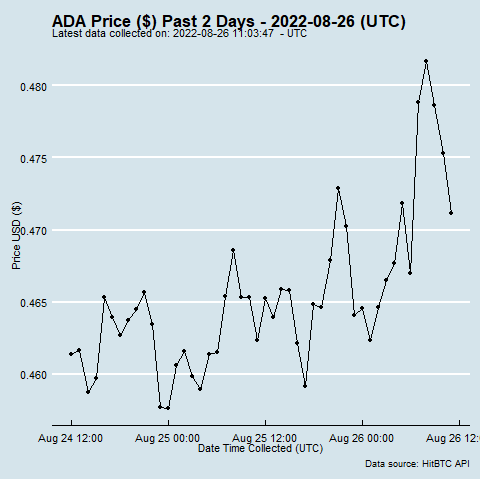 ADA Price ($) Past 2 Days - 2022-08-26 (UTC)
Latest data collected on: 2022-08-26 11:03:47 - UTC
0.480
0.475
0.470
0.465
0.460
Price USD ($)
Aug 24 12:00 Aug 25 00:00 Aug 25 12:00 Aug 26 00:00 Aug 26 12:0
Date Time Collected (UTC)
Data source: HitBTC API